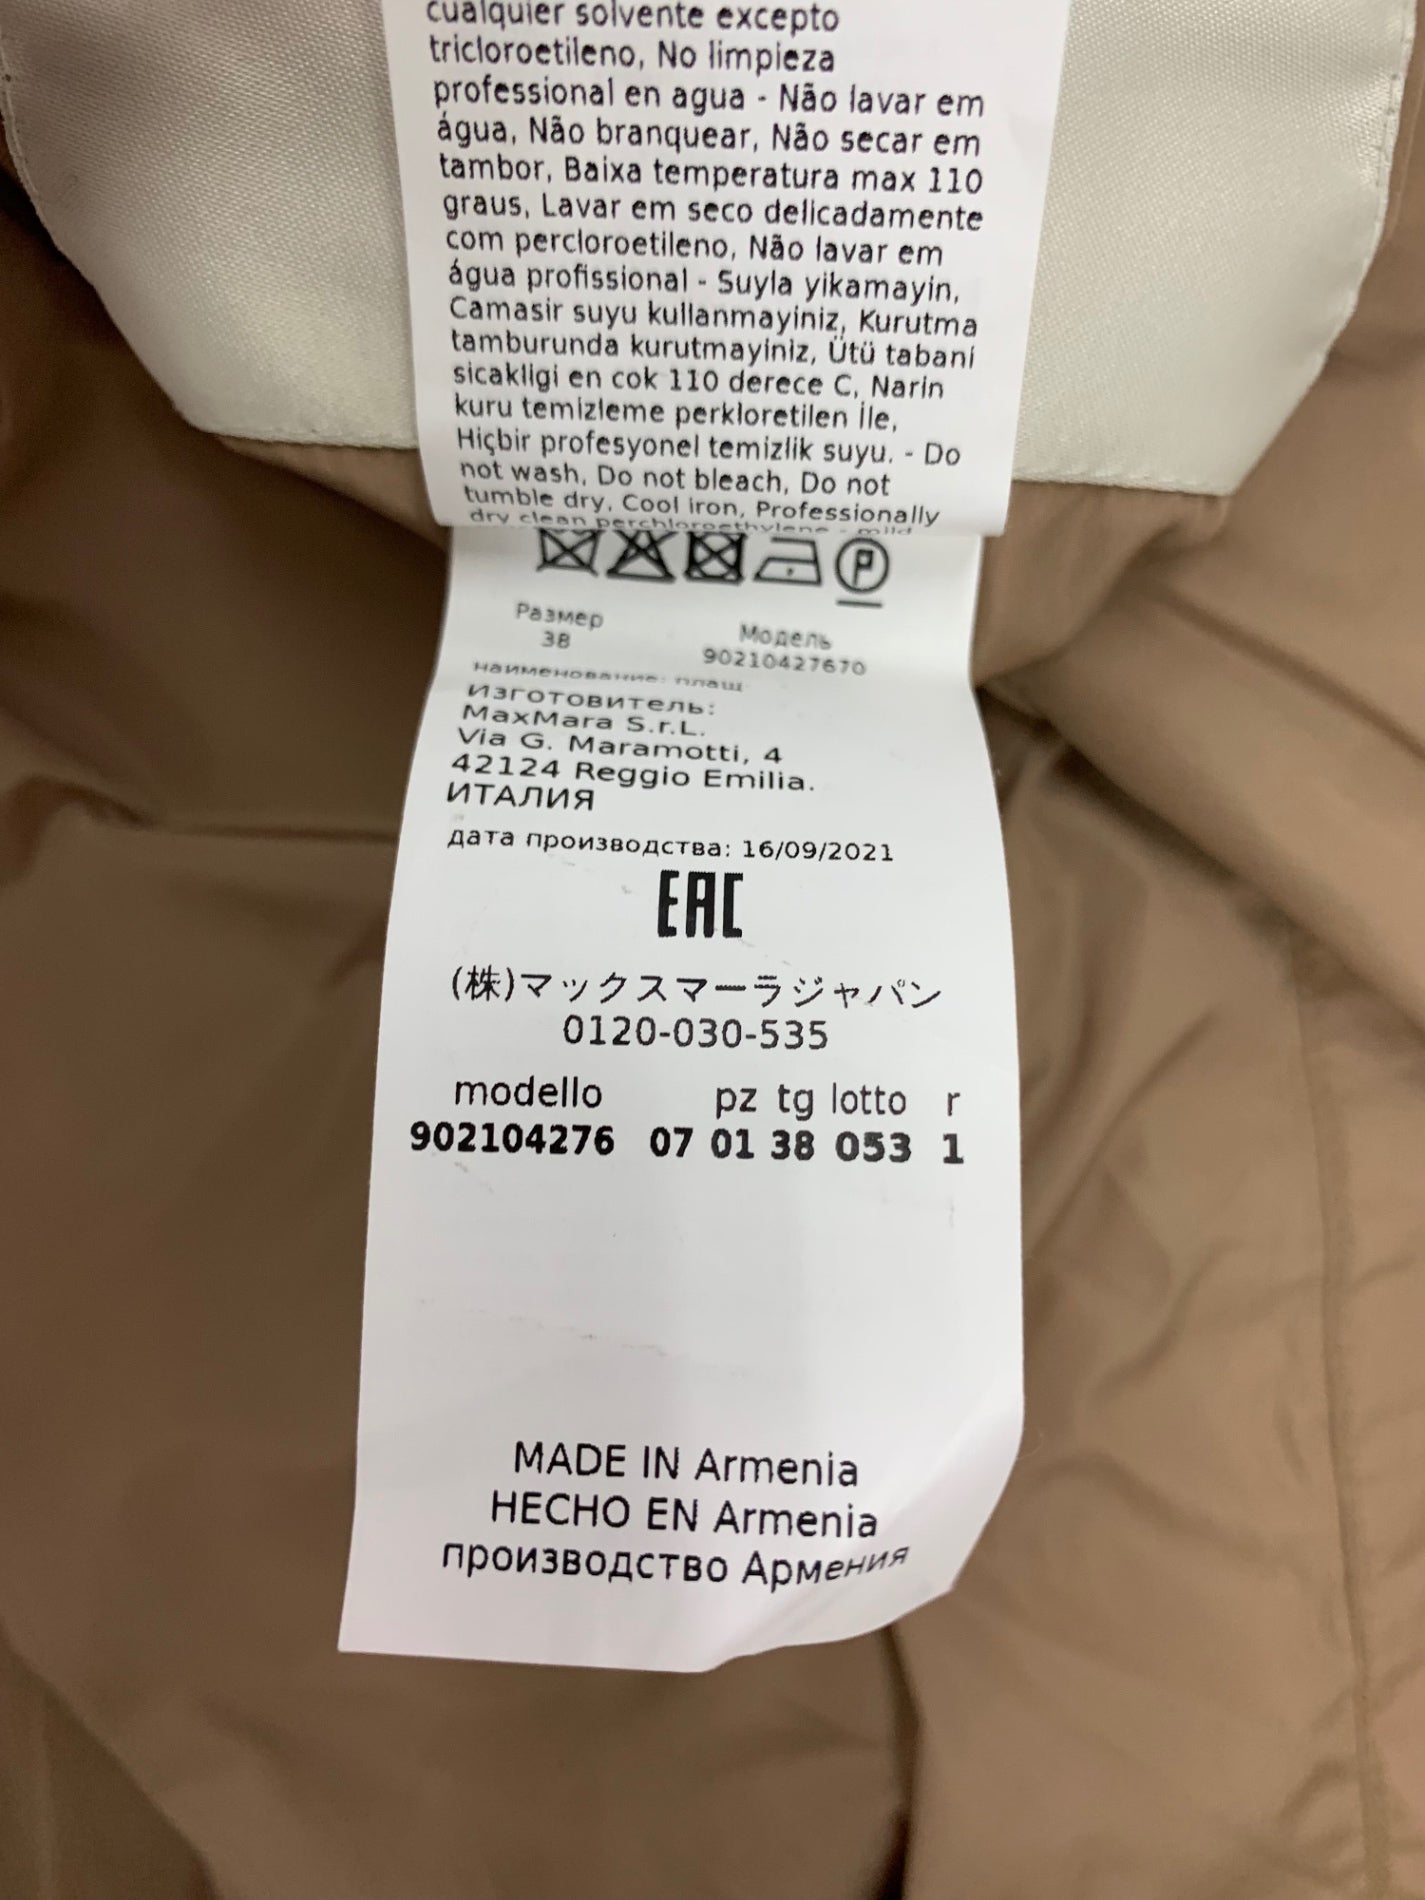 cualquier solvente excepto
tricloroetileno, No limpieza
professional en agua - Não lavar em
água, Não branquear, Não secar em
tambor, Baixa temperatura max 110
graus, Lavar em seco delicadamente
com percloroetileno, Não lavar em
água profissional - Suyla yikamayin,
Camasir suyu kullanmayiniz, Kurutma
tamburunda kurutmayiniz, Ütü tabani
sicakligi en cok 110 derece C, Narin
kuru temizleme perkloretilen İle,
Hiçbir profesyonel temizlik suyu. - Do
not wash, Do not bleach, Do not
tumble dry, Cool iron, Professionally
dry clean perchloroethylene - mild
P
Размер
38
Модель
90210427670
наименование: плащ
изготовитель:
MaxMara S.r.L.
Via G. Maramotti, 4
42124 Reggio Emilia.
ИТАЛИЯ
дата производства: 16/09/2021
EAC
(株)マックスマーラジャパン
0120-030-535
modello pz tg lotto r
902104276 07 01 38 053 1
MADE IN Armenia
HECHO EN Armenia
производство Армения